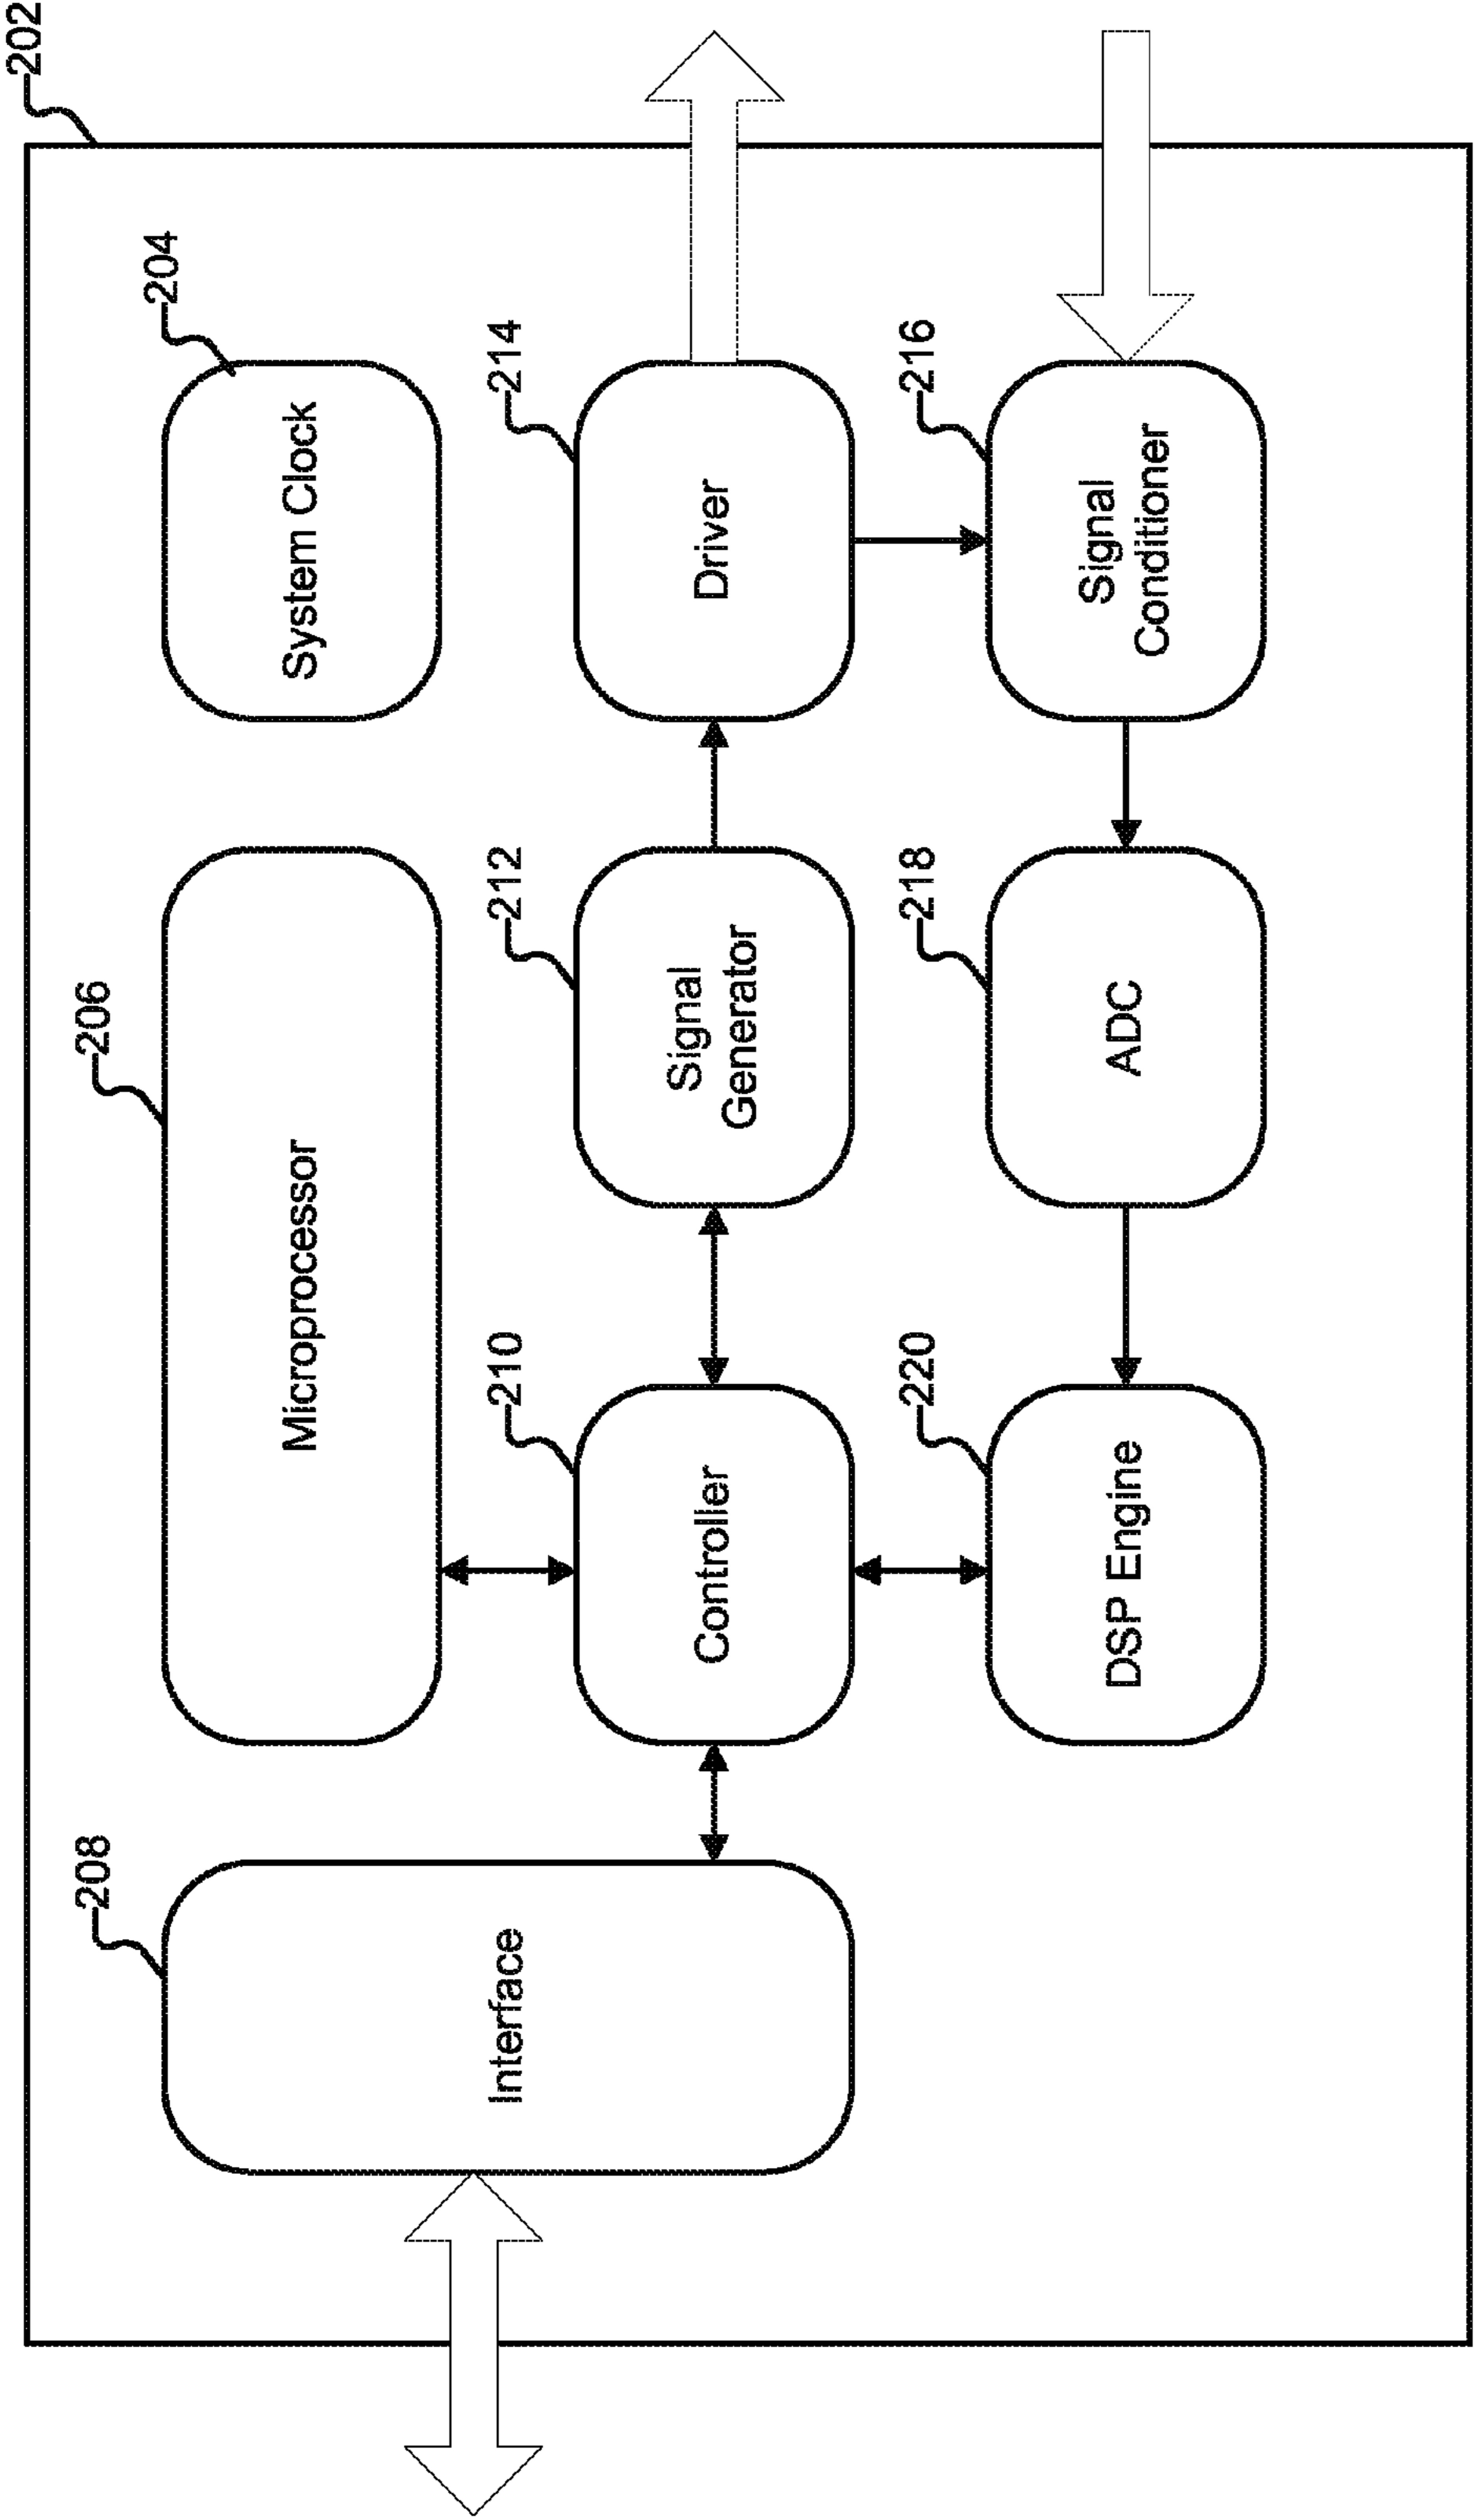 202
204
System Clock
206
Microprocessor
208
Interface
210
Controller
212
Signal
Generator
214
Driver
216
Signal
Conditioner
218
ADC
220
DSP Engine